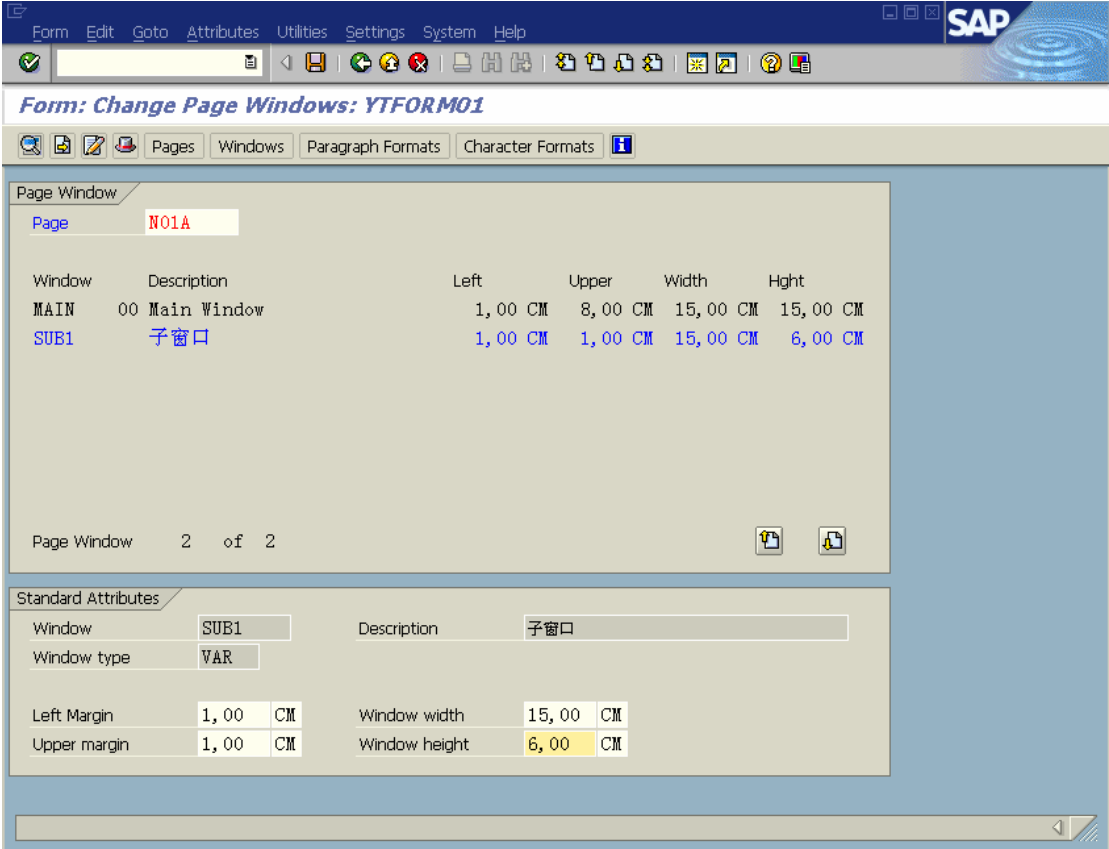 Form Edit Goto Attributes Utilities Settings System Help
SAP
Form: Change Page Windows: YTFORM01
Pages Windows Paragraph Formats Character Formats
Page Window
Page N01A
Window Description Left Upper Width Hght
MAIN 00 Main Window 1,00 CM 8,00 CM 15,00 CM 15,00 CM
SUB1 子窗口 1,00 CM 1,00 CM 15,00 CM 6,00 CM
Page Window 2 of 2
Standard Attributes
Window SUB1 Description 子窗口
Window type VAR
Left Margin 1,00 CM Window width 15,00 CM
Upper margin 1,00 CM Window height 6,00 CM